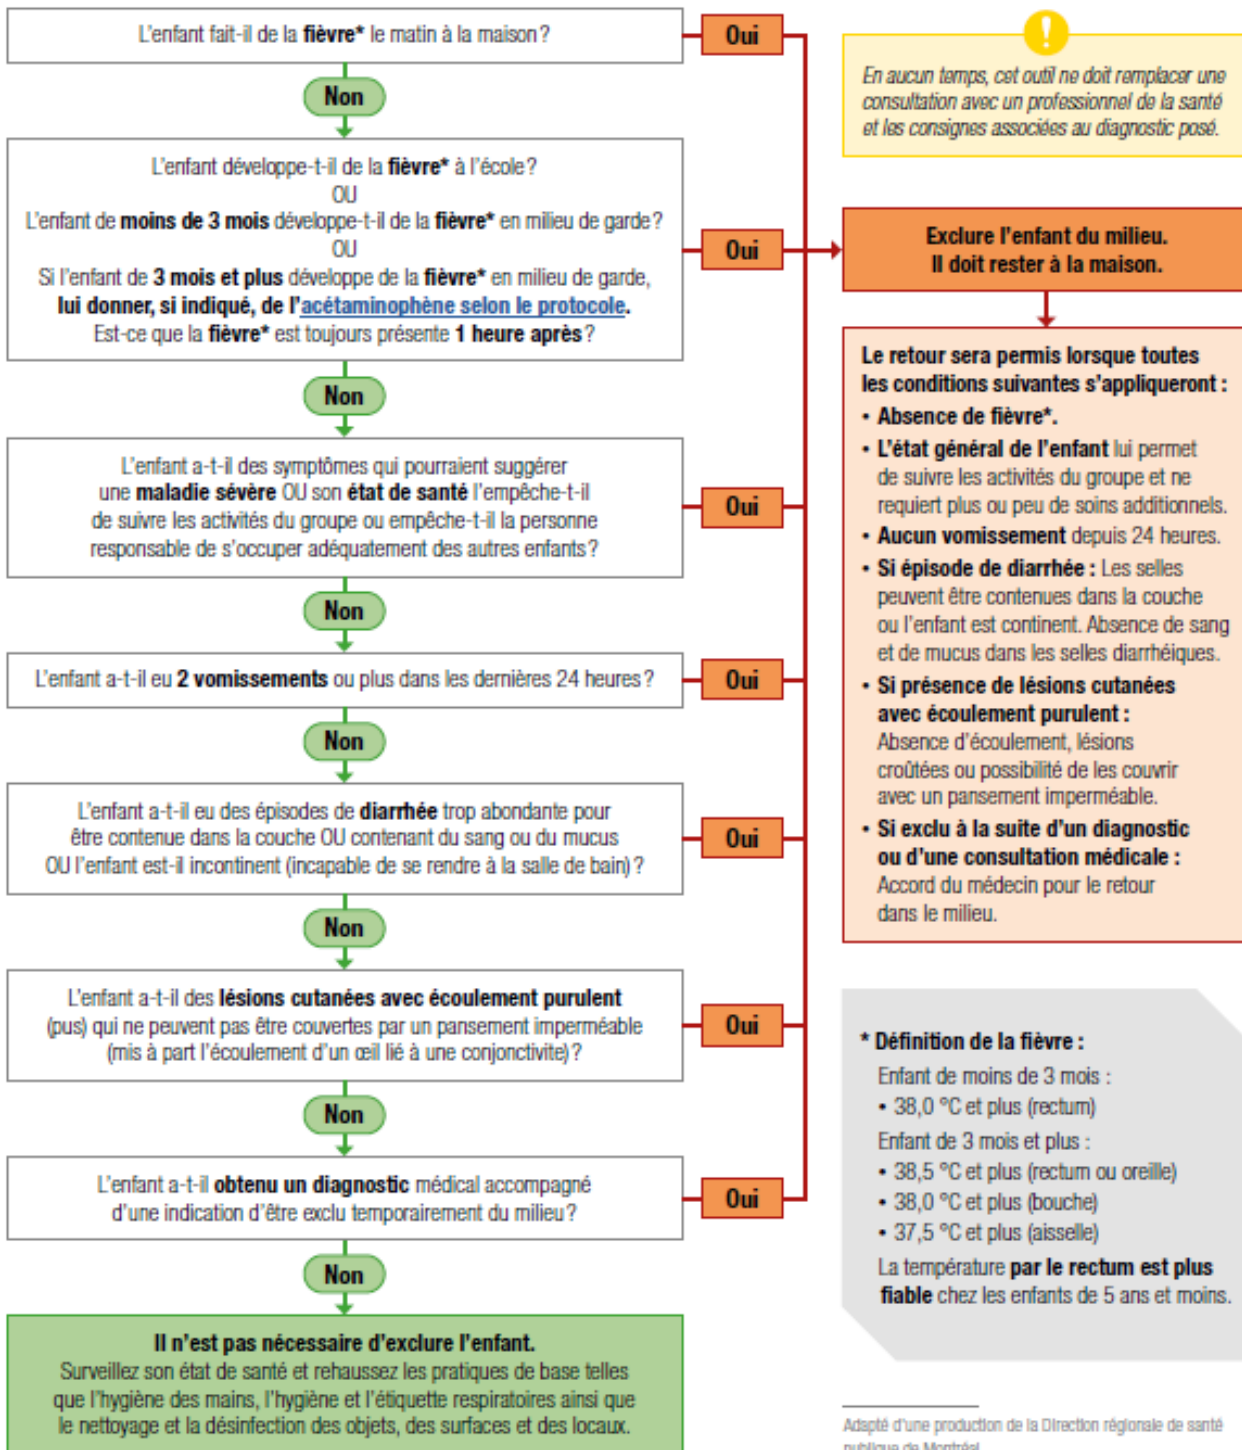 L'enfant fait-il de la fièvre* le matin à la maison?
Oui
Non
L'enfant développe-t-il de la fièvre* à l'école?
OU
L'enfant de moins de 3 mois développe-t-il de la fièvre* en milieu de garde?
OU
Si l'enfant de 3 mois et plus développe de la fièvre* en milieu de garde,
lui donner, si indiqué, de l'acétaminophène selon le protocole.
Est-ce que la fièvre* est toujours présente 1 heure après?
Oui
Non
L'enfant a-t-il des symptômes qui pourraient suggérer
une maladie sévère OU son état de santé l'empêche-t-il
de suivre les activités du groupe ou empêche-t-il la personne
responsable de s'occuper adéquatement des autres enfants?
Oui
Non
L'enfant a-t-il eu 2 vomissements ou plus dans les dernières 24 heures?
Oui
Non
L'enfant a-t-il eu des épisodes de diarrhée trop abondante pour
être contenue dans la couche OU contenant du sang ou du mucus
OU l'enfant est-il incontinent (incapable de se rendre à la salle de bain)?
Oui
Non
L'enfant a-t-il des lésions cutanées avec écoulement purulent
(pus) qui ne peuvent pas être couvertes par un pansement imperméable
(mis à part l'écoulement d'un œil lié à une conjonctivite)?
Oui
Non
L'enfant a-t-il obtenu un diagnostic médical accompagné
d'une indication d'être exclu temporairement du milieu?
Oui
Non
Il n'est pas nécessaire d'exclure l'enfant.
Surveillez son état de santé et rehaussez les pratiques de base telles
que l'hygiène des mains, l'hygiène et l'étiquette respiratoires ainsi que
le nettoyage et la désinfection des objets, des surfaces et des locaux.
!
En aucun temps, cet outil ne doit remplacer une
consultation avec un professionnel de la santé
et les consignes associées au diagnostic posé.
Exclure l'enfant du milieu.
Il doit rester à la maison.
Le retour sera permis lorsque toutes
les conditions suivantes s'appliqueront :
• Absence de fièvre*.
• L'état général de l'enfant lui permet
de suivre les activités du groupe et ne
requiert plus ou peu de soins additionnels.
• Aucun vomissement depuis 24 heures.
• Si épisode de diarrhée : Les selles
peuvent être contenues dans la couche
ou l'enfant est continent. Absence de sang
et de mucus dans les selles diarrhéiques.
• Si présence de lésions cutanées
avec écoulement purulent :
Absence d'écoulement, lésions
croûtées ou possibilité de les couvrir
avec un pansement imperméable.
• Si exclu à la suite d'un diagnostic
ou d'une consultation médicale :
Accord du médecin pour le retour
dans le milieu.
* Définition de la fièvre :
Enfant de moins de 3 mois :
• 38,0 °C et plus (rectum)
Enfant de 3 mois et plus :
• 38,5 °C et plus (rectum ou oreille)
• 38,0 °C et plus (bouche)
• 37,5 °C et plus (aisselle)
La température par le rectum est plus
fiable chez les enfants de 5 ans et moins.
Adapté d'une production de la Direction régionale de santé
publique de Montréal